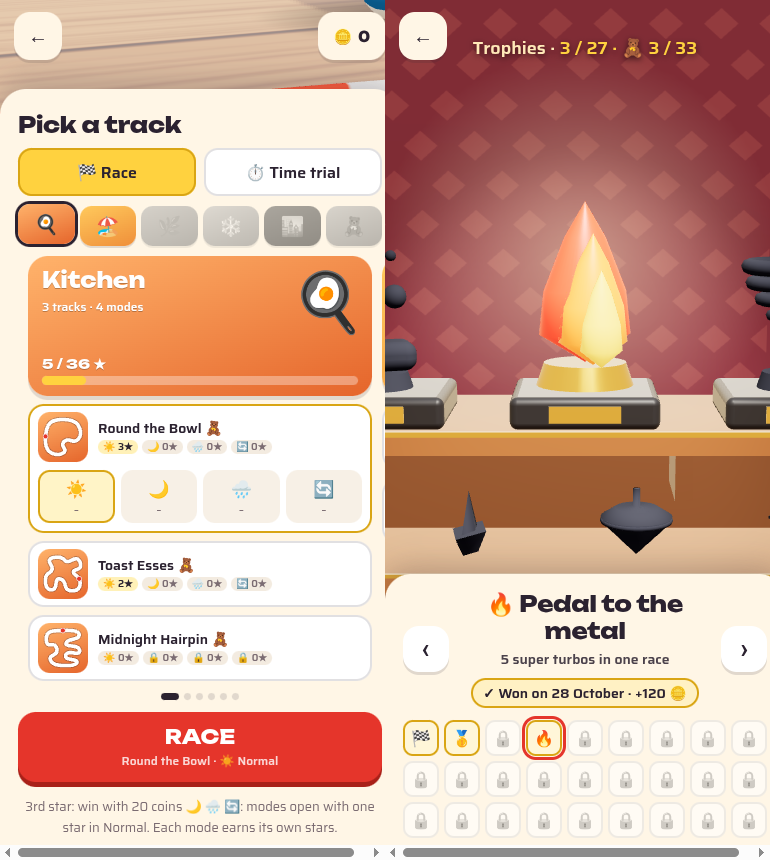 ← 🪙 0
Pick a track
🏁 Race
⏱️ Time trial
Kitchen
3 tracks · 4 modes
5 / 36 ★
Round the Bowl 🧸
☀️ 3★ 🌙 0★ 🌧️ 0★ 🔄 0★
- - - -
Toast Esses 🧸
☀️ 2★ 🌙 0★ 🌧️ 0★ 🔄 0★
Midnight Hairpin 🧸
☀️ 0★ 🔒 0★ 🔒 0★ 🔒 0★
RACE
Round the Bowl · ☀️ Normal
3rd star: win with 20 coins 🌙 🌧️ 🔄: modes open with one
star in Normal. Each mode earns its own stars.
← Trophies · 3 / 27 · 🧸 3 / 33
🔥 Pedal to the
metal
‹ ›
5 super turbos in one race
✓ Won on 28 October · +120 🪙